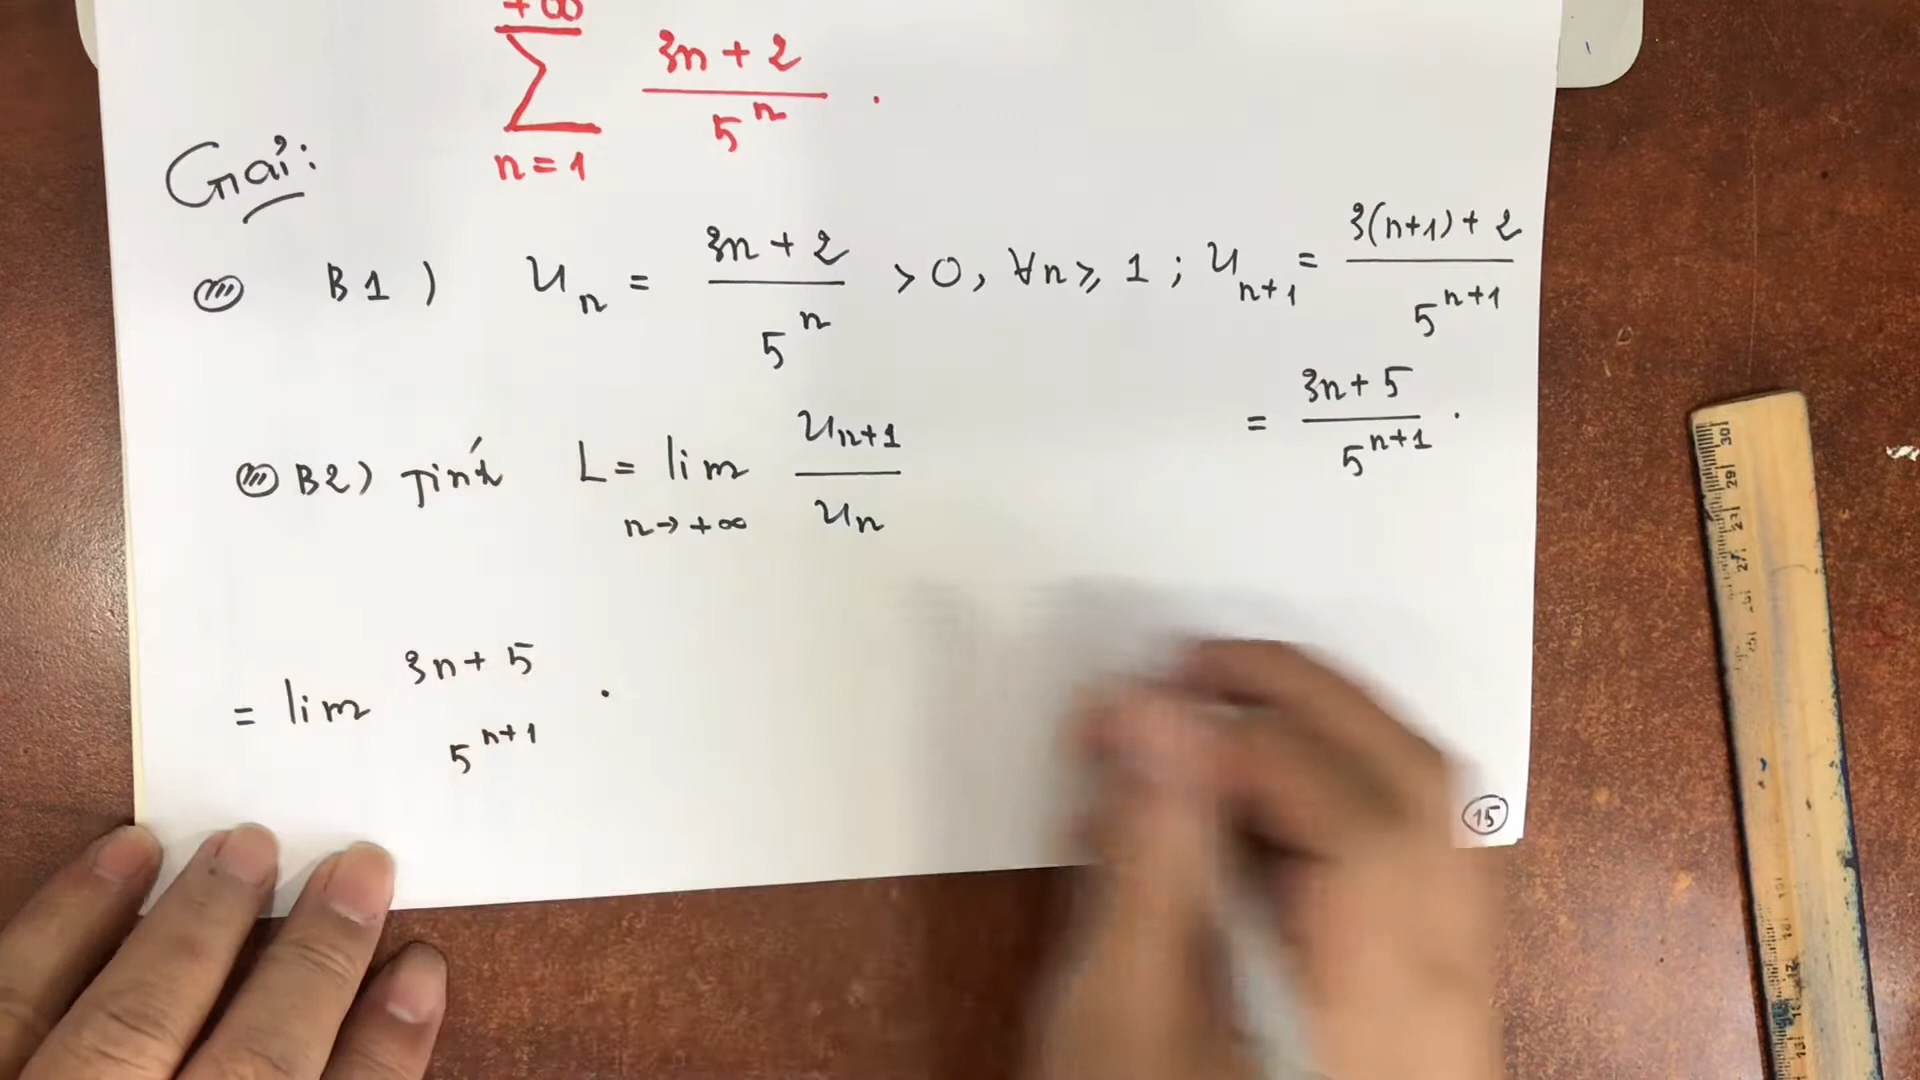 +∞
∑ (3n + 2)/(5^n) .
n = 1
Giải:
B1) u_n = (3n + 2)/(5^n) > 0, ∀n ⩾ 1 ; u_{n+1} = (3(n+1) + 2)/(5^{n+1})
= (3n + 5)/(5^{n+1}) .
B2) Tính L = lim_{n→+∞} u_{n+1}/u_n
= lim 3n + 5 .
5^{n+1}
15